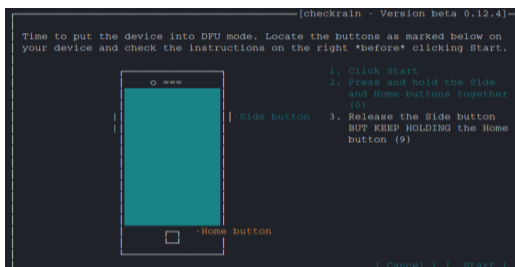 [checkra1n - Version beta 0.12.4]
Time to put the device into DFU mode. Locate the buttons as marked below on
your device and check the instructions on the right *before* clicking Start.
1. Click Start
2. Press and hold the Side
and Home buttons together
(0)
-Side button
3. Release the Side button
BUT KEEP HOLDING the Home
button (9)
-Home button
[ Cancel ] [ Start ]